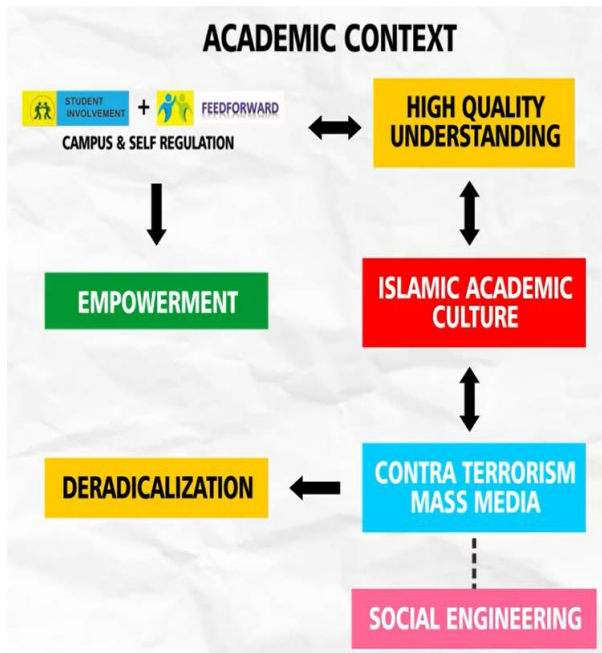 ACADEMIC CONTEXT
STUDENT
INVOLVEMENT
+
FEEDFORWARD
CAMPUS & SELF REGULATION
HIGH QUALITY
UNDERSTANDING
EMPOWERMENT
ISLAMIC ACADEMIC
CULTURE
DERADICALIZATION
CONTRA TERRORISM
MASS MEDIA
SOCIAL ENGINEERING